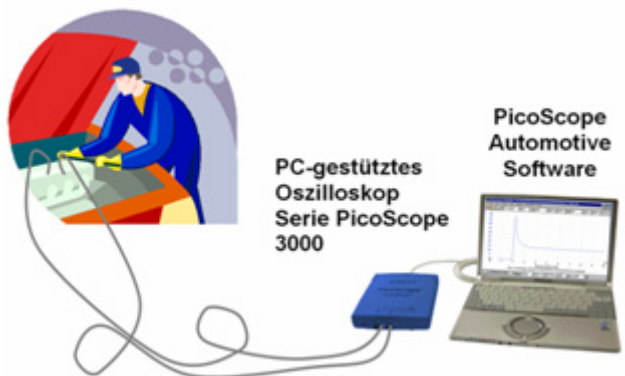 PC-gestütztes
Oszilloskop
Serie PicoScope
3000
PicoScope
Automotive
Software